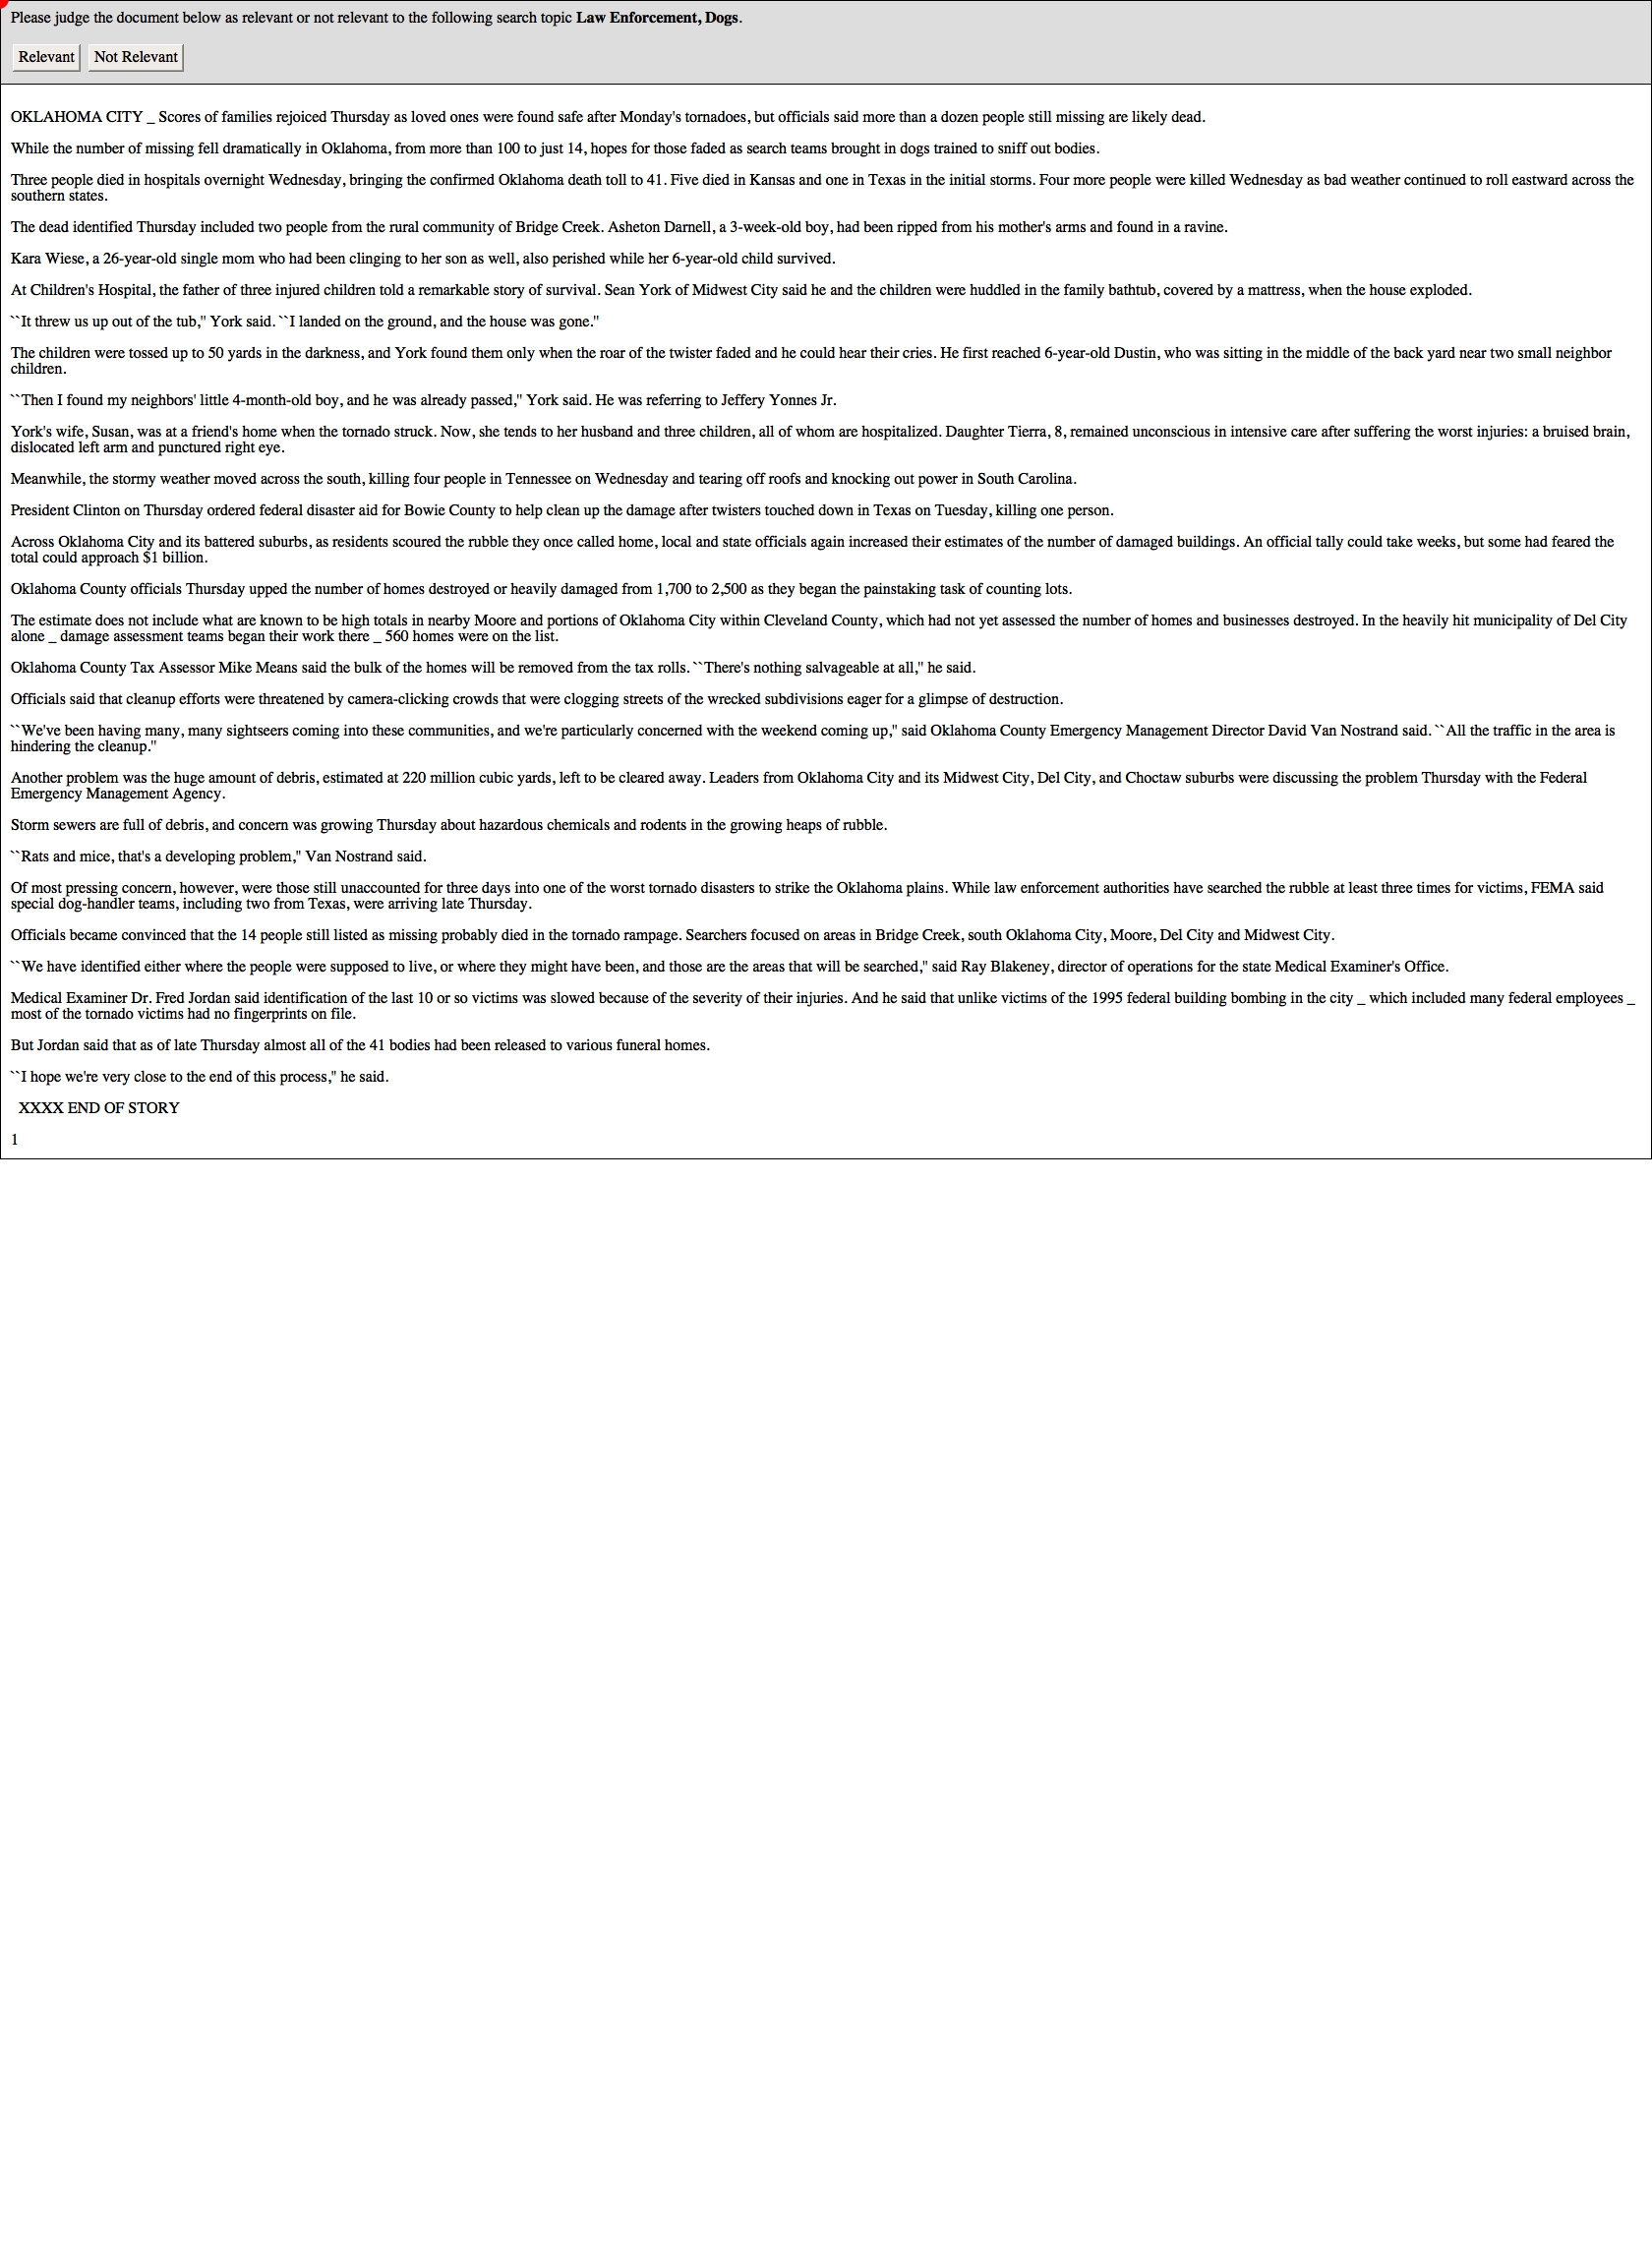 Please judge the document below as relevant or not relevant to the following search topic Law Enforcement, Dogs.
Relevant Not Relevant
OKLAHOMA CITY _ Scores of families rejoiced Thursday as loved ones were found safe after Monday's tornadoes, but officials said more than a dozen people still missing are likely dead.
While the number of missing fell dramatically in Oklahoma, from more than 100 to just 14, hopes for those faded as search teams brought in dogs trained to sniff out bodies.
Three people died in hospitals overnight Wednesday, bringing the confirmed Oklahoma death toll to 41. Five died in Kansas and one in Texas in the initial storms. Four more people were killed Wednesday as bad weather continued to roll eastward across the
southern states.
The dead identified Thursday included two people from the rural community of Bridge Creek. Asheton Darnell, a 3-week-old boy, had been ripped from his mother's arms and found in a ravine.
Kara Wiese, a 26-year-old single mom who had been clinging to her son as well, also perished while her 6-year-old child survived.
At Children's Hospital, the father of three injured children told a remarkable story of survival. Sean York of Midwest City said he and the children were huddled in the family bathtub, covered by a mattress, when the house exploded.
``It threw us up out of the tub,'' York said. ``I landed on the ground, and the house was gone.''
The children were tossed up to 50 yards in the darkness, and York found them only when the roar of the twister faded and he could hear their cries. He first reached 6-year-old Dustin, who was sitting in the middle of the back yard near two small neighbor
children.
``Then I found my neighbors' little 4-month-old boy, and he was already passed,'' York said. He was referring to Jeffery Yonnes Jr.
York's wife, Susan, was at a friend's home when the tornado struck. Now, she tends to her husband and three children, all of whom are hospitalized. Daughter Tierra, 8, remained unconscious in intensive care after suffering the worst injuries: a bruised brain,
dislocated left arm and punctured right eye.
Meanwhile, the stormy weather moved across the south, killing four people in Tennessee on Wednesday and tearing off roofs and knocking out power in South Carolina.
President Clinton on Thursday ordered federal disaster aid for Bowie County to help clean up the damage after twisters touched down in Texas on Tuesday, killing one person.
Across Oklahoma City and its battered suburbs, as residents scoured the rubble they once called home, local and state officials again increased their estimates of the number of damaged buildings. An official tally could take weeks, but some had feared the
total could approach $1 billion.
Oklahoma County officials Thursday upped the number of homes destroyed or heavily damaged from 1,700 to 2,500 as they began the painstaking task of counting lots.
The estimate does not include what are known to be high totals in nearby Moore and portions of Oklahoma City within Cleveland County, which had not yet assessed the number of homes and businesses destroyed. In the heavily hit municipality of Del City
alone _ damage assessment teams began their work there _ 560 homes were on the list.
Oklahoma County Tax Assessor Mike Means said the bulk of the homes will be removed from the tax rolls. ``There's nothing salvageable at all,'' he said.
Officials said that cleanup efforts were threatened by camera-clicking crowds that were clogging streets of the wrecked subdivisions eager for a glimpse of destruction.
``We've been having many, many sightseers coming into these communities, and we're particularly concerned with the weekend coming up,'' said Oklahoma County Emergency Management Director David Van Nostrand said. ``All the traffic in the area is
hindering the cleanup.''
Another problem was the huge amount of debris, estimated at 220 million cubic yards, left to be cleared away. Leaders from Oklahoma City and its Midwest City, Del City, and Choctaw suburbs were discussing the problem Thursday with the Federal
Emergency Management Agency.
Storm sewers are full of debris, and concern was growing Thursday about hazardous chemicals and rodents in the growing heaps of rubble.
``Rats and mice, that's a developing problem,'' Van Nostrand said.
Of most pressing concern, however, were those still unaccounted for three days into one of the worst tornado disasters to strike the Oklahoma plains. While law enforcement authorities have searched the rubble at least three times for victims, FEMA said
special dog-handler teams, including two from Texas, were arriving late Thursday.
Officials became convinced that the 14 people still listed as missing probably died in the tornado rampage. Searchers focused on areas in Bridge Creek, south Oklahoma City, Moore, Del City and Midwest City.
``We have identified either where the people were supposed to live, or where they might have been, and those are the areas that will be searched,'' said Ray Blakeney, director of operations for the state Medical Examiner's Office.
Medical Examiner Dr. Fred Jordan said identification of the last 10 or so victims was slowed because of the severity of their injuries. And he said that unlike victims of the 1995 federal building bombing in the city _ which included many federal employees _
most of the tornado victims had no fingerprints on file.
But Jordan said that as of late Thursday almost all of the 41 bodies had been released to various funeral homes.
``I hope we're very close to the end of this process,'' he said.
XXXX END OF STORY
1